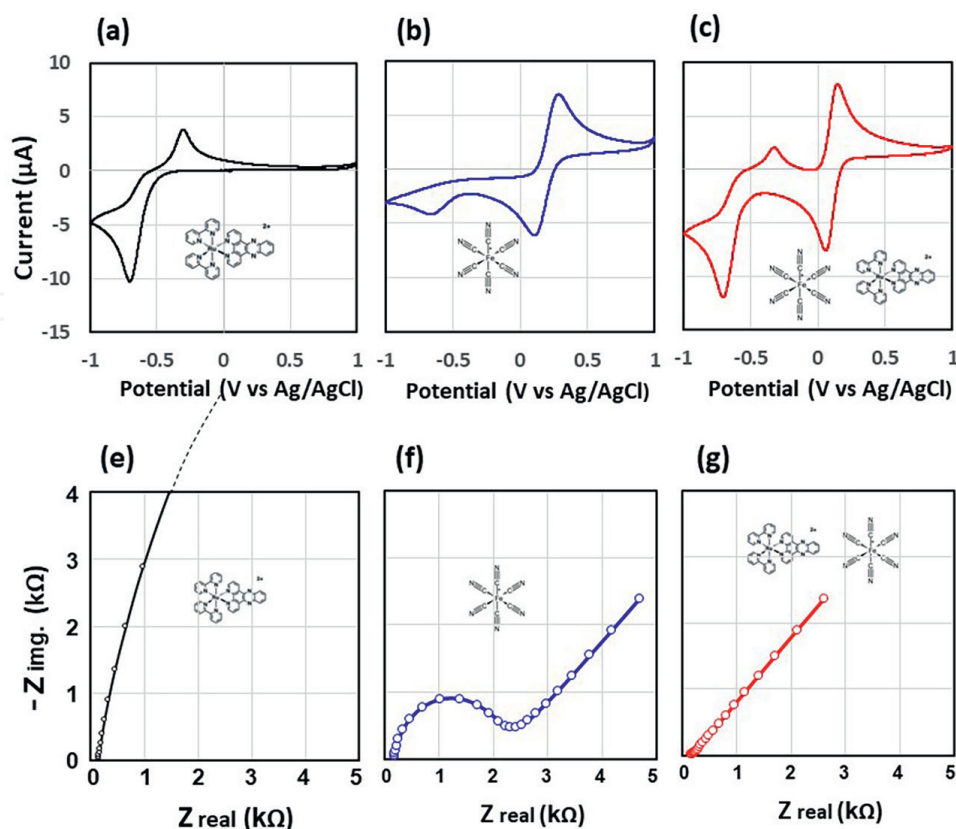 (a) (b) (c)
10
5
0
-5
-10
-15
Current (µA)
2+
-1 -0.5 0 0.5 1
-1 -0.5 0 0.5 1
-1 -0.5 0 0.5 1
Potential (V vs Ag/AgCl) Potential (V vs Ag/AgCl) Potential (V vs Ag/AgCl)
(e) (f) (g)
4
3
2
1
0
- Z img. (kΩ)
0 1 2 3 4 5
0 1 2 3 4 5
0 1 2 3 4 5
Z real (kΩ) Z real (kΩ) Z real (kΩ)